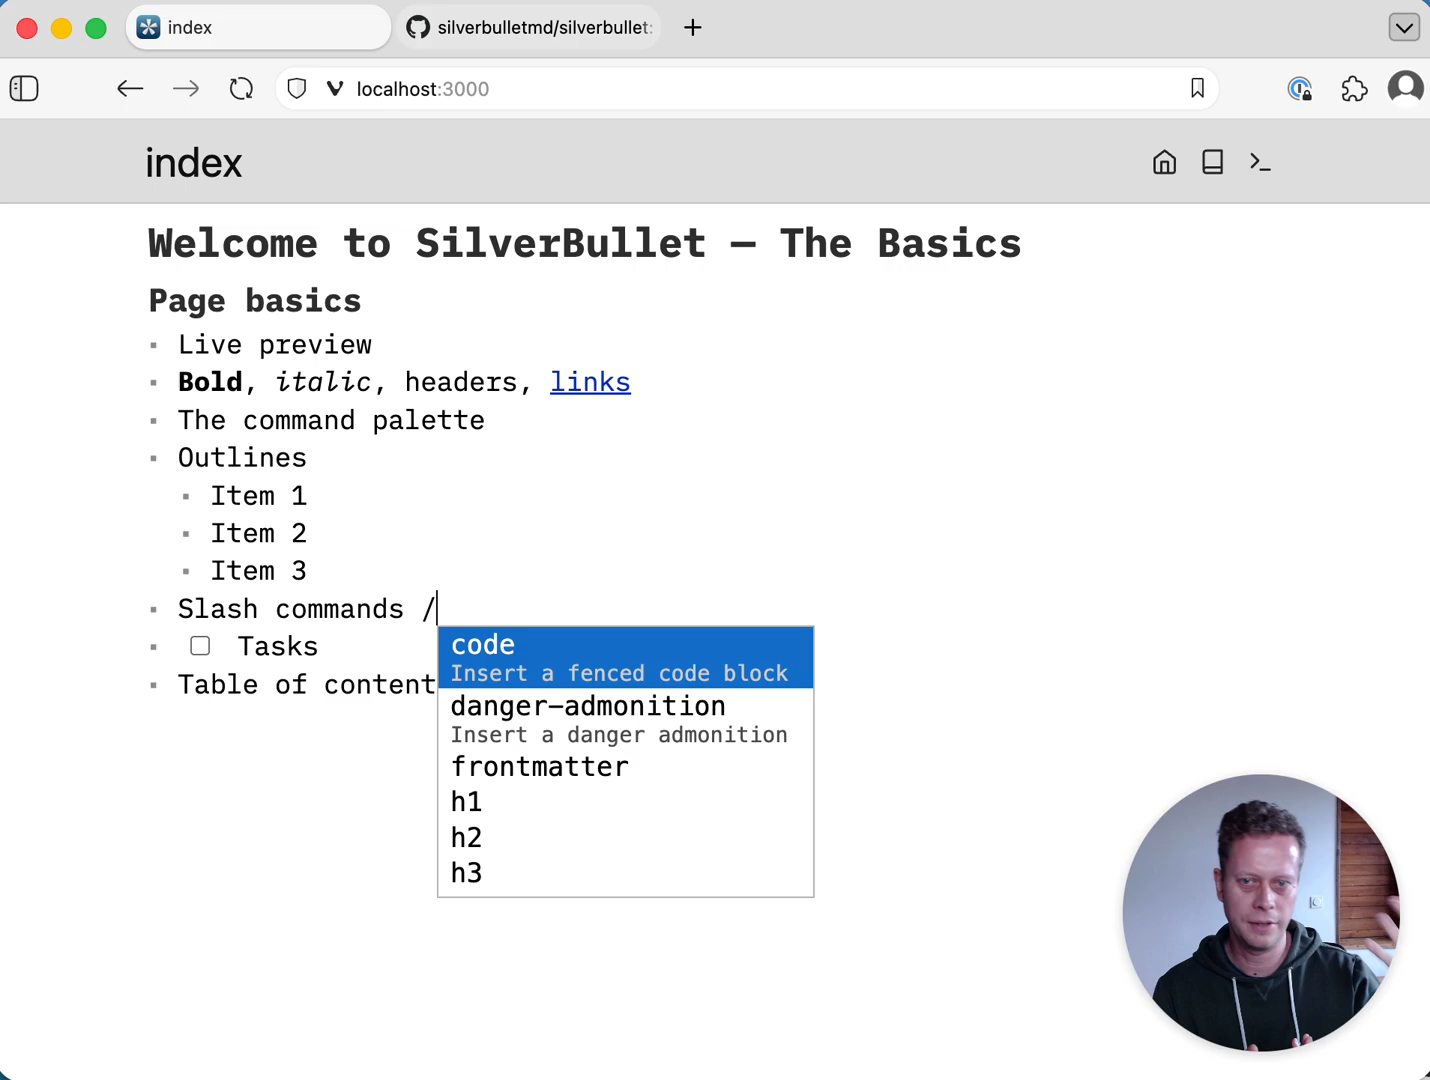 index
silverbulletmd/silverbullet:
localhost:3000
index
Welcome to SilverBullet — The Basics
Page basics
Live preview
Bold, italic, headers, links
The command palette
Outlines
Item 1
Item 2
Item 3
Slash commands /
Tasks
Table of content
code
Insert a fenced code block
danger-admonition
Insert a danger admonition
frontmatter
h1
h2
h3